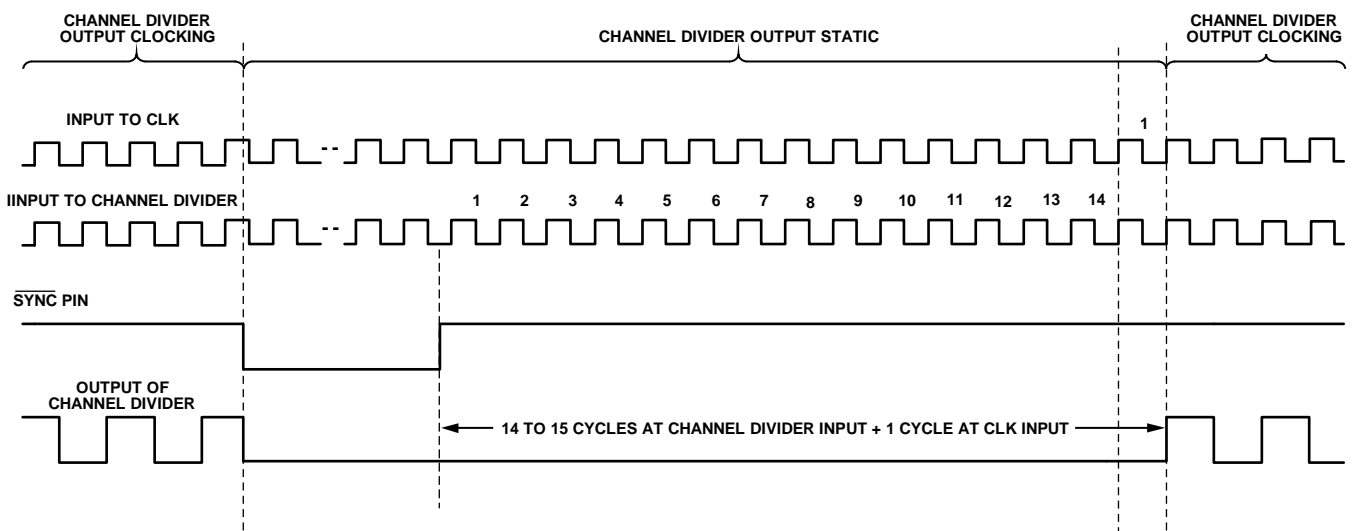 CHANNEL DIVIDER
OUTPUT CLOCKING
CHANNEL DIVIDER OUTPUT STATIC
CHANNEL DIVIDER
OUTPUT CLOCKING
INPUT TO CLK
1
IINPUT TO CHANNEL DIVIDER
1 2 3 4 5 6 7 8 9 10 11 12 13 14
SYNC PIN
OUTPUT OF
CHANNEL DIVIDER
14 TO 15 CYCLES AT CHANNEL DIVIDER INPUT + 1 CYCLE AT CLK INPUT